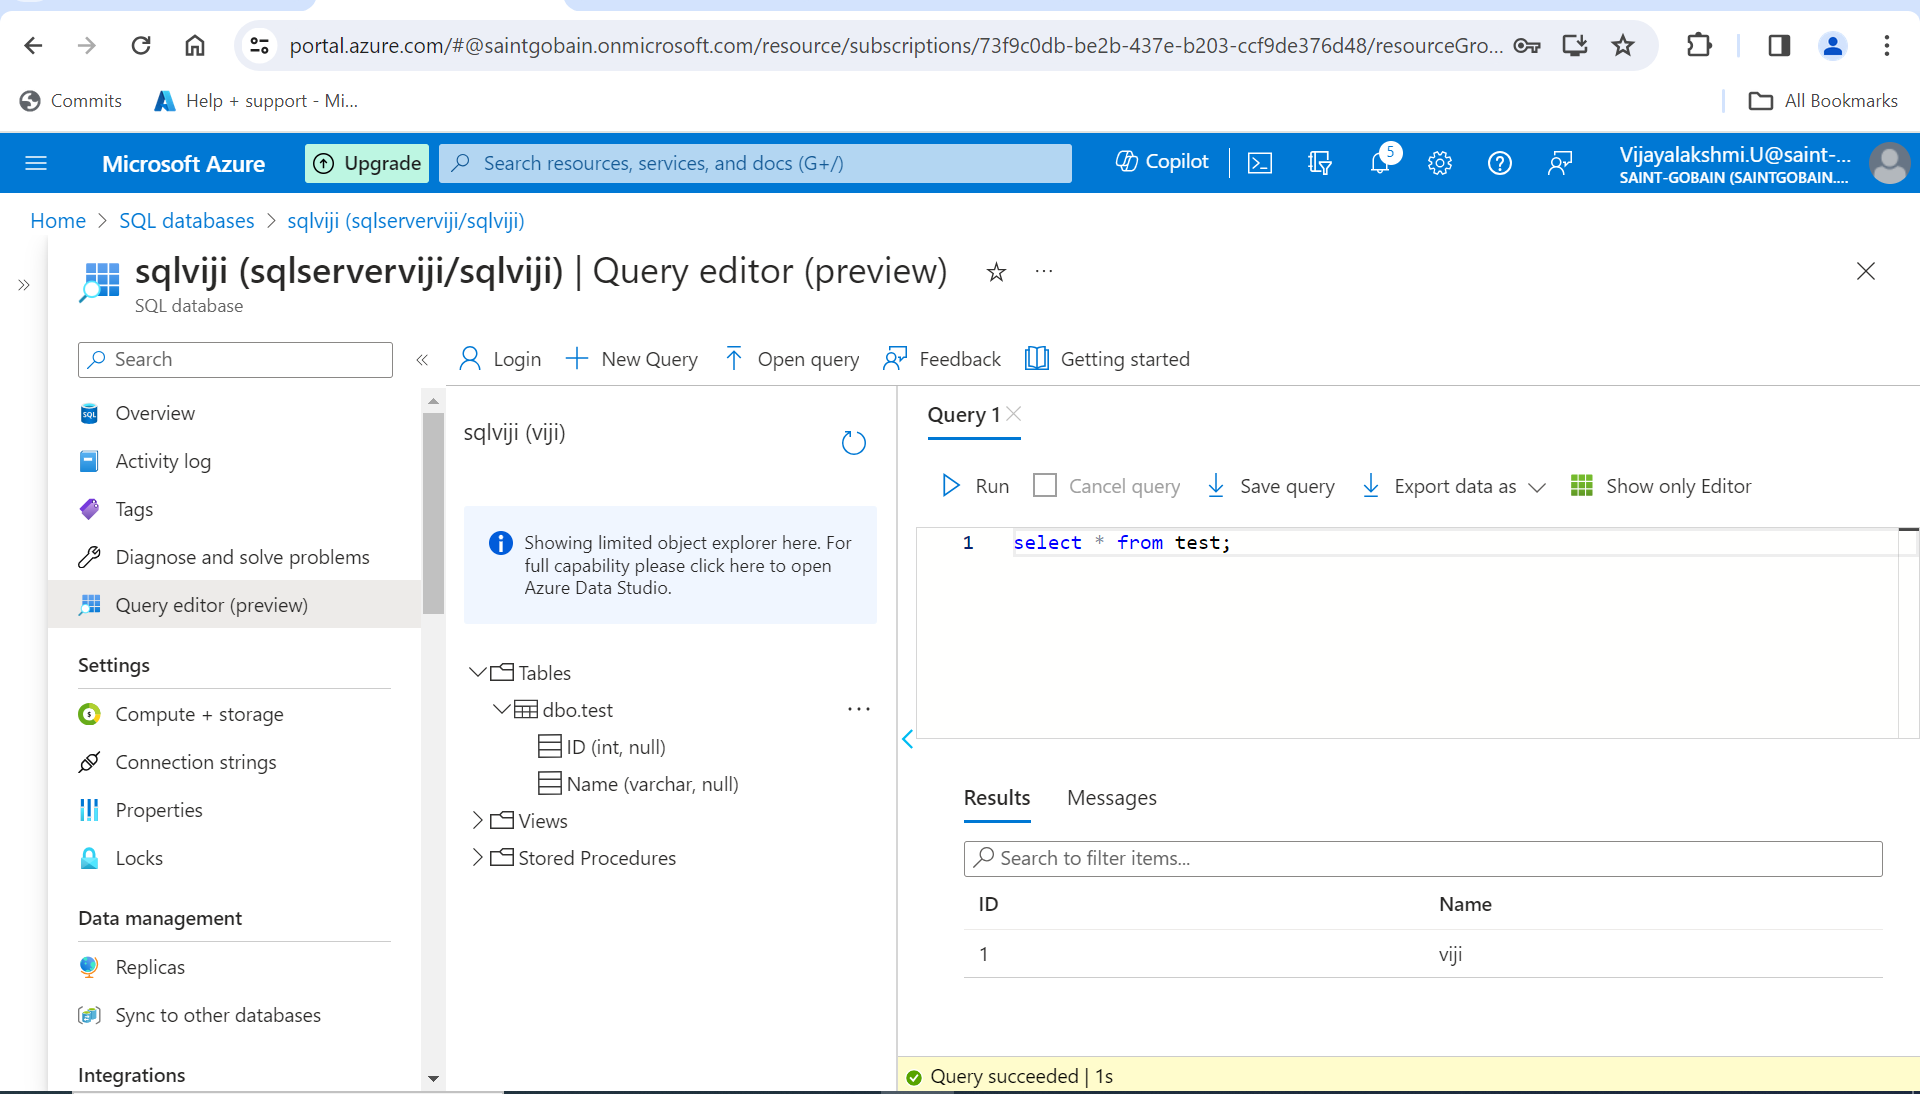 portal.azure.com/#@saintgobain.onmicrosoft.com/resource/subscriptions/73f9c0db-be2b-437e-b203-ccf9de376d48/resourceGro...
Commits
Help + support - Mi...
All Bookmarks
Microsoft Azure
Upgrade
Search resources, services, and docs (G+/)
Copilot
5
Vijayalakshmi.U@saint-...
SAINT-GOBAIN (SAINTGOBAIN....
Home > SQL databases > sqlviji (sqlserverviji/sqlviji)
sqlviji (sqlserverviji/sqlviji) | Query editor (preview)
SQL database
Search
Login
New Query
Open query
Feedback
Getting started
Overview
Activity log
Tags
Diagnose and solve problems
Query editor (preview)
Settings
Compute + storage
Connection strings
Properties
Locks
Data management
Replicas
Sync to other databases
Integrations
sqlviji (viji)
Showing limited object explorer here. For
full capability please click here to open
Azure Data Studio.
Tables
dbo.test
ID (int, null)
Name (varchar, null)
Views
Stored Procedures
Query 1
Run
Cancel query
Save query
Export data as
Show only Editor
1 select * from test;
Results
Messages
Search to filter items...
ID Name
1 viji
Query succeeded | 1s